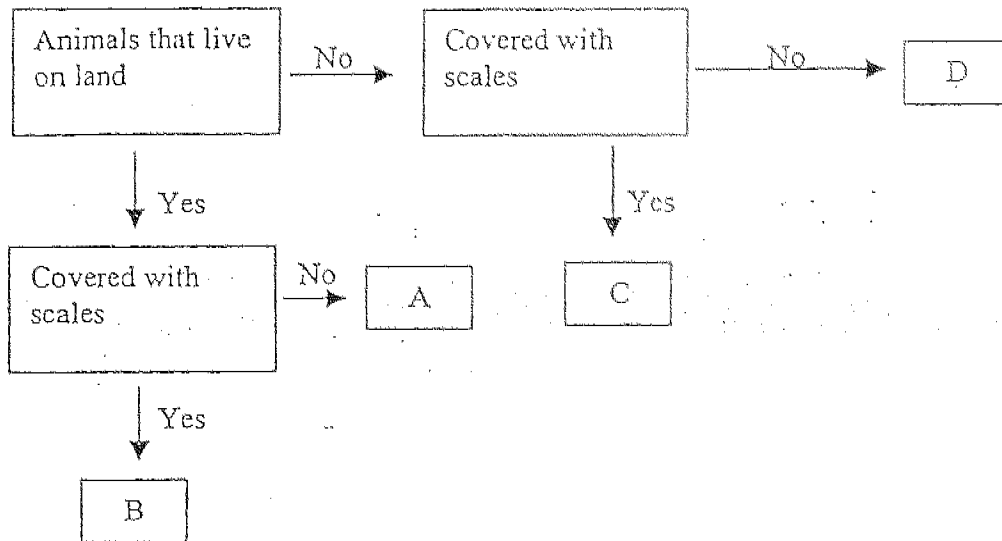 Animals that live
on land
No
Covered with
scales
No
D
Yes
Yes
Covered with
scales
No
A
C
Yes
B